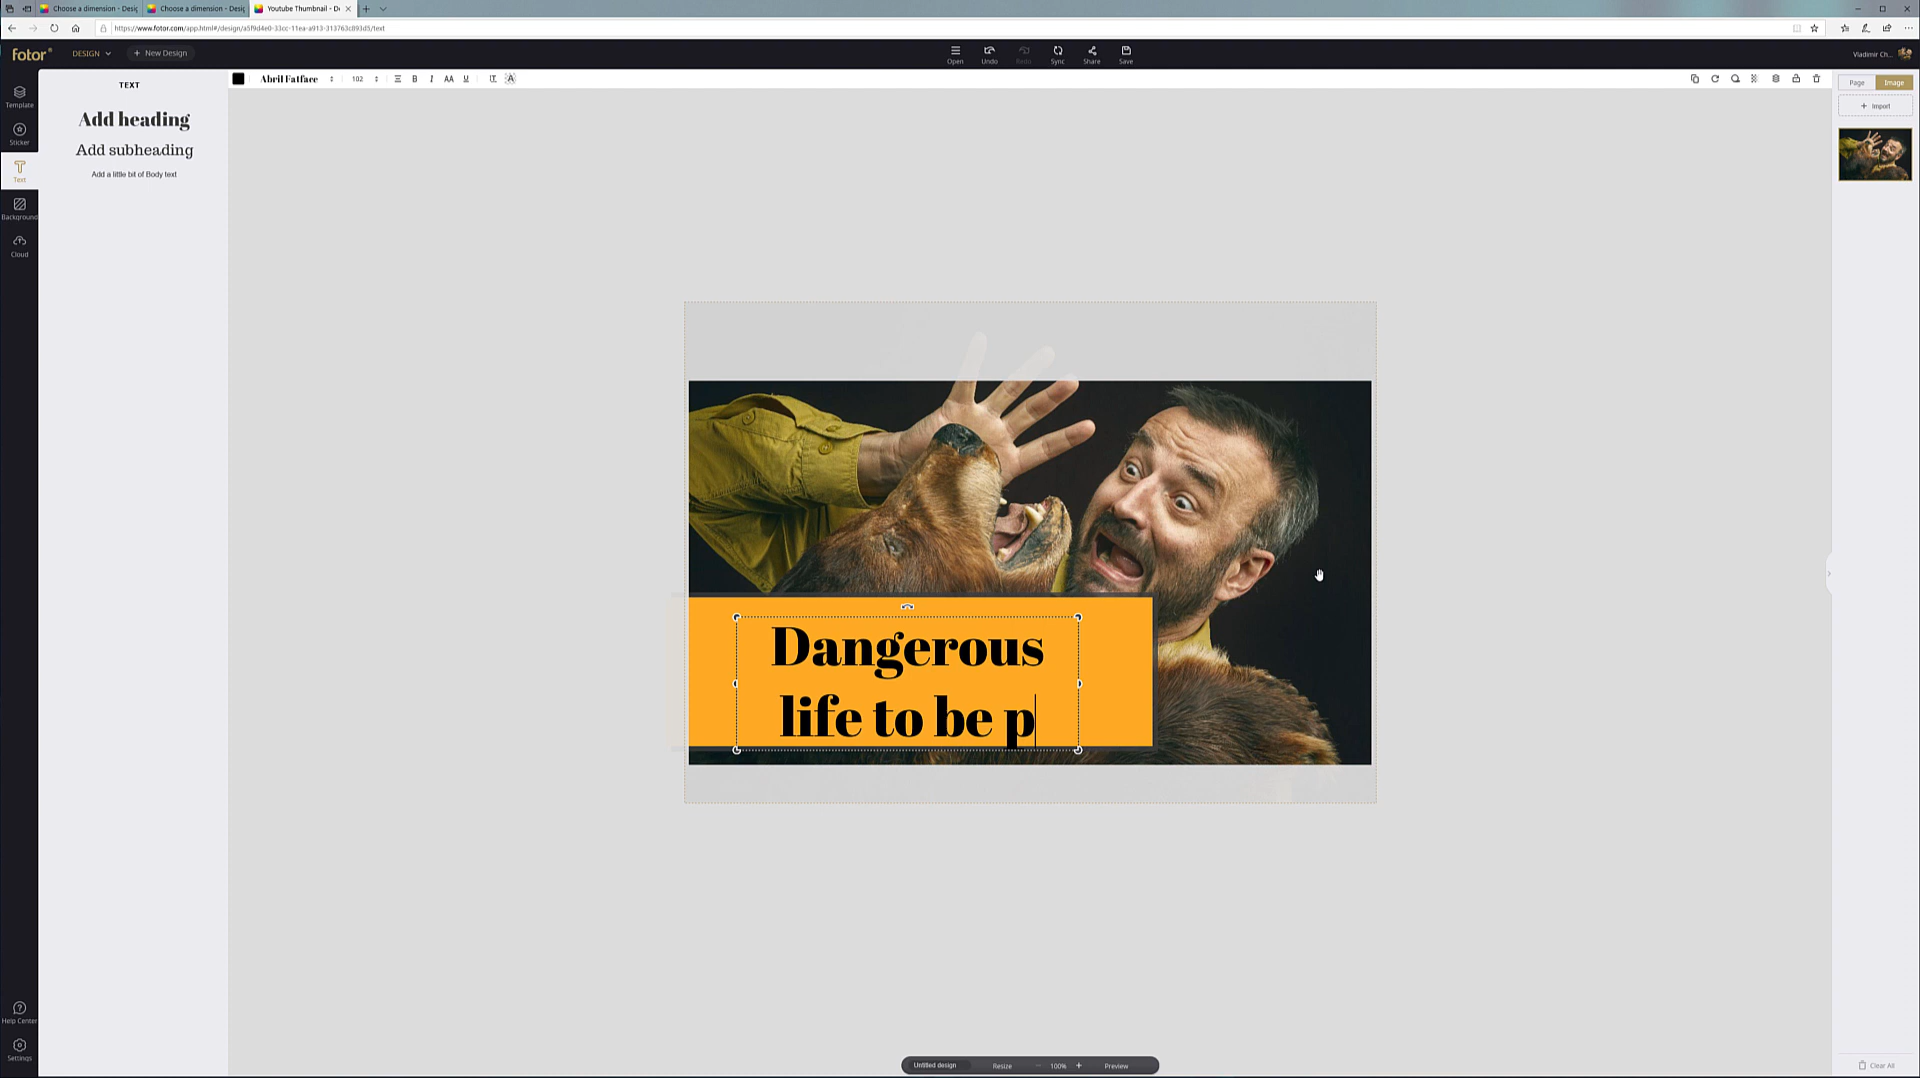 Choose a dimension - Desig
Choose a dimension - Desig
Youtube Thumbnail - De
https://www.fotor.com/app.html#/design/a5f9d4e0-33cc-11ea-a913-313763c893d5/text
fotor
DESIGN
+ New Design
Open
Undo
Redo
Sync
Share
Save
Vladimir Ch...
TEXT
Abril Fatface
102
B
I
AA
U
Page
Image
+ Import
Template
Sticker
Text
Background
Cloud
Add heading
Add subheading
Add a little bit of Body text
Dangerous
life to be p
Help Center
Settings
Untitled design
Resize
100%
+
Preview
Clear All